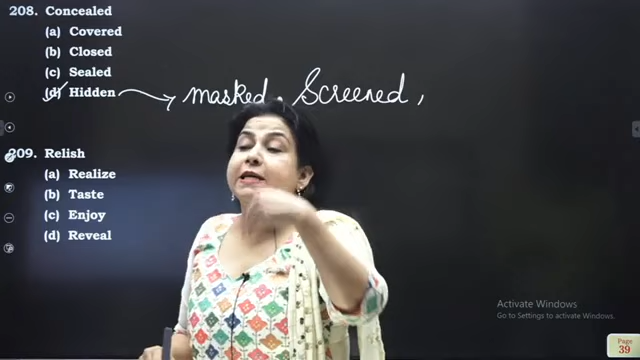 208. Concealed
(a) Covered
(b) Closed
(c) Sealed
(d) Hidden masked, Screened,
209. Relish
(a) Realize
(b) Taste
(c) Enjoy
(d) Reveal
Activate Windows
Go to Settings to activate Windows.
Page
39